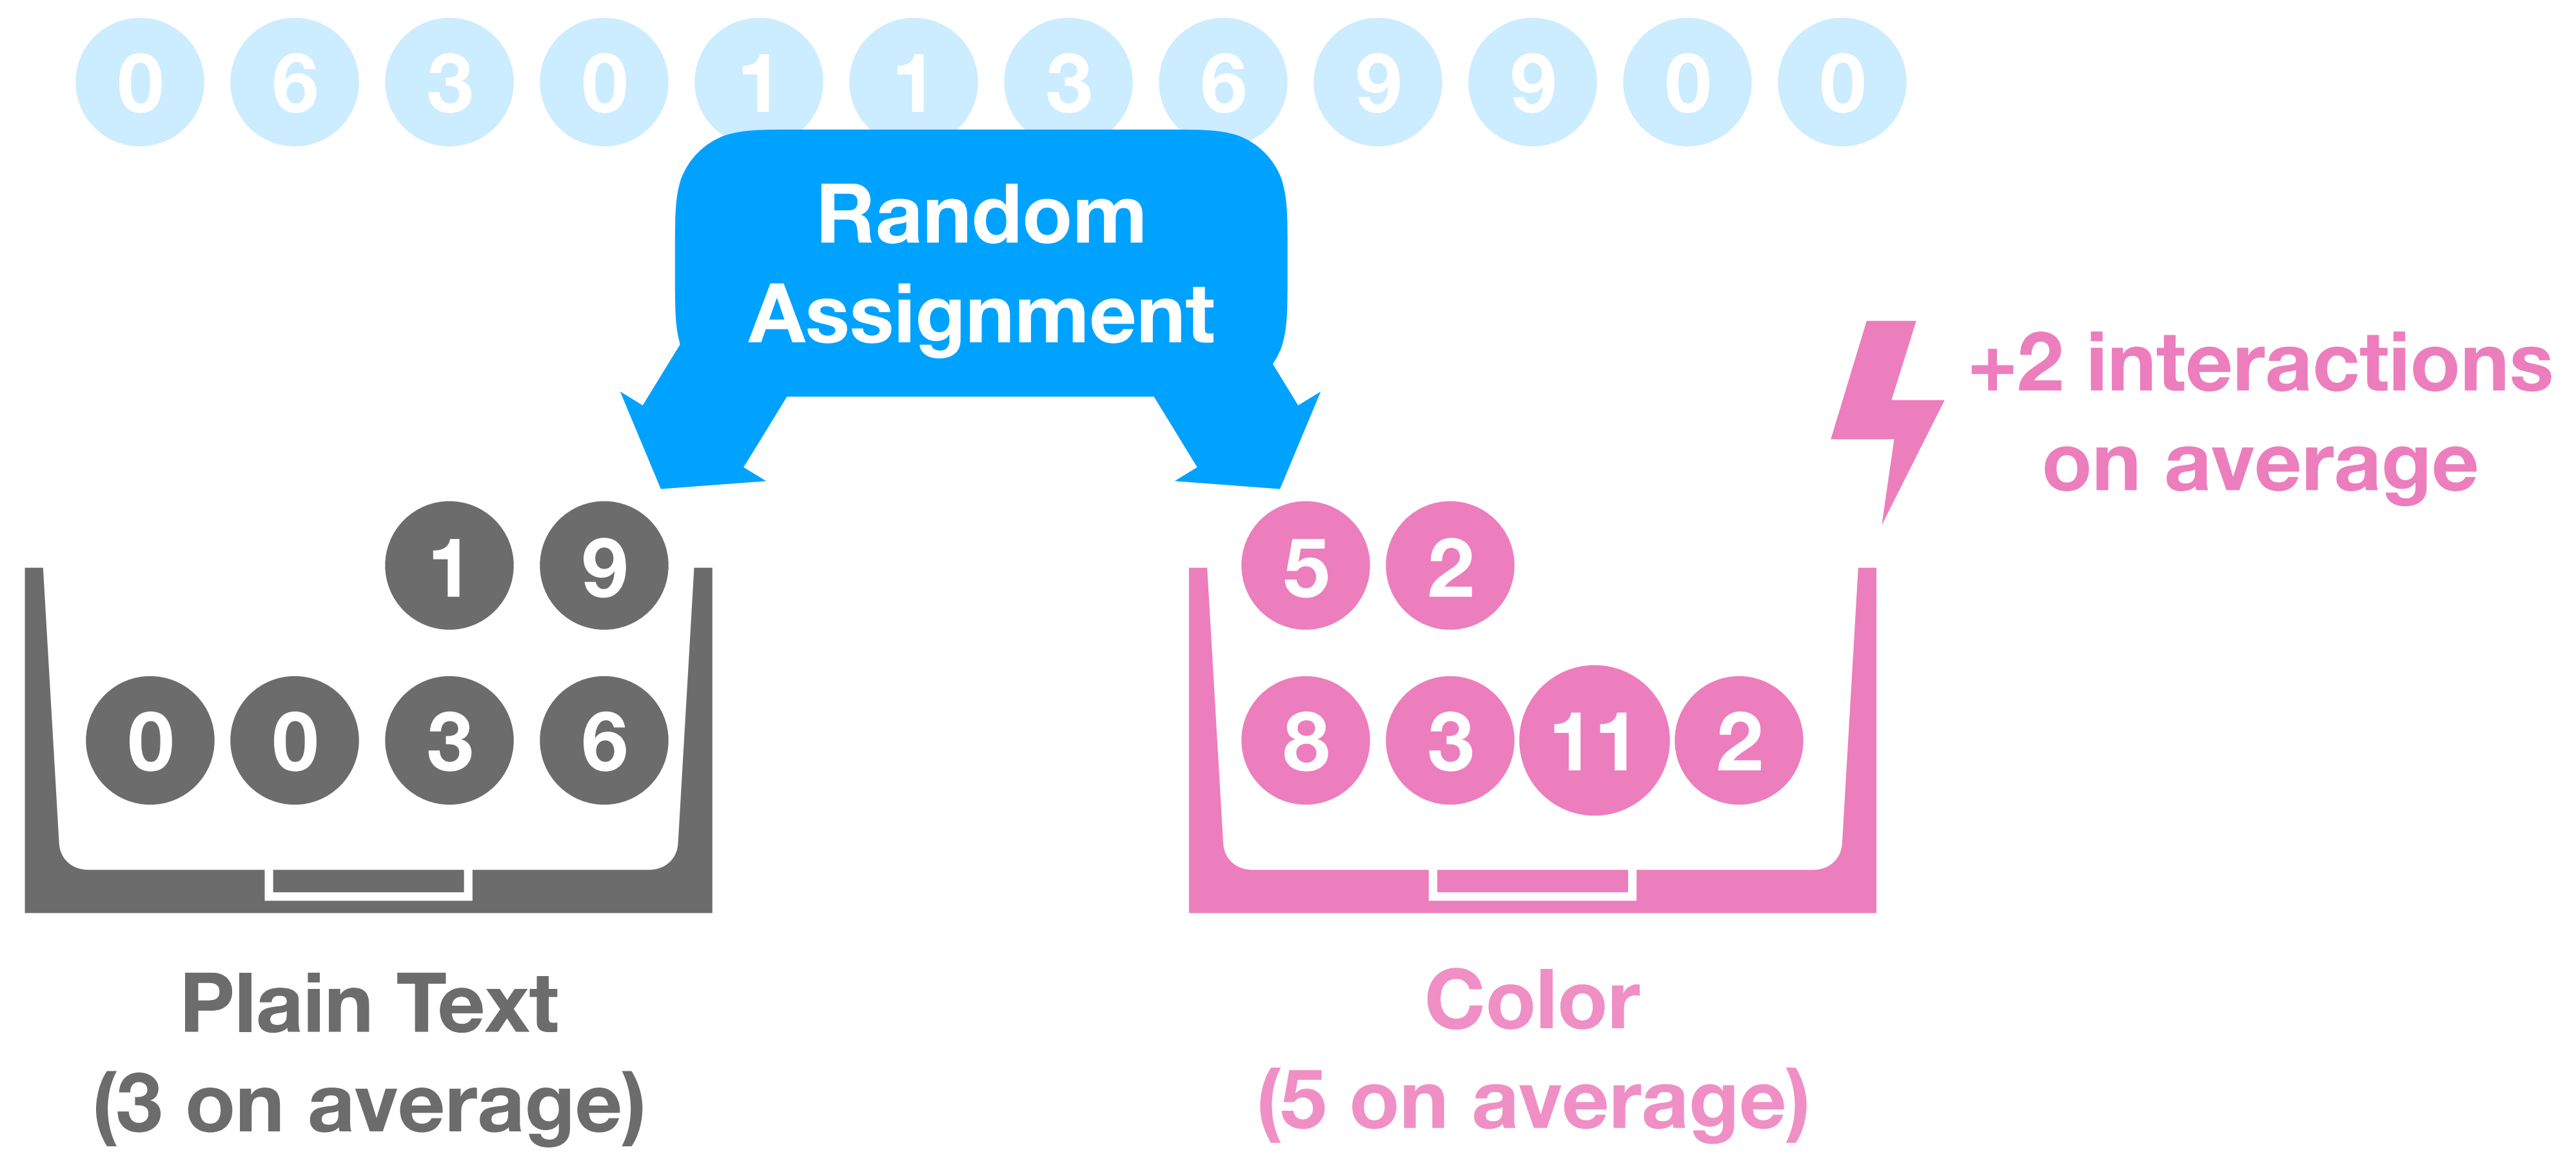 0 6 3 0 1 1 3 6 9 9 0 0
Random
Assignment
+2 interactions
on average
1 9
0 0 3 6
5 2
8 3 11 2
Plain Text
(3 on average)
Color
(5 on average)